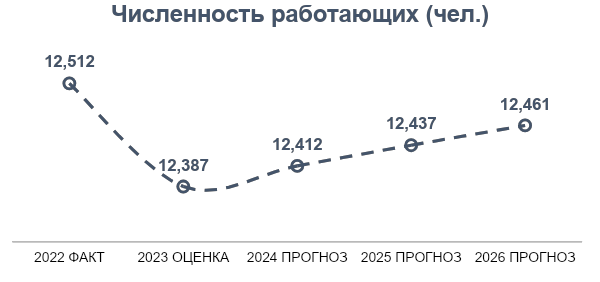 Численность работающих (чел.)
12,512
12,387
12,412
12,437
12,461
2022 ФАКТ
2023 ОЦЕНКА
2024 ПРОГНОЗ
2025 ПРОГНОЗ
2026 ПРОГНОЗ